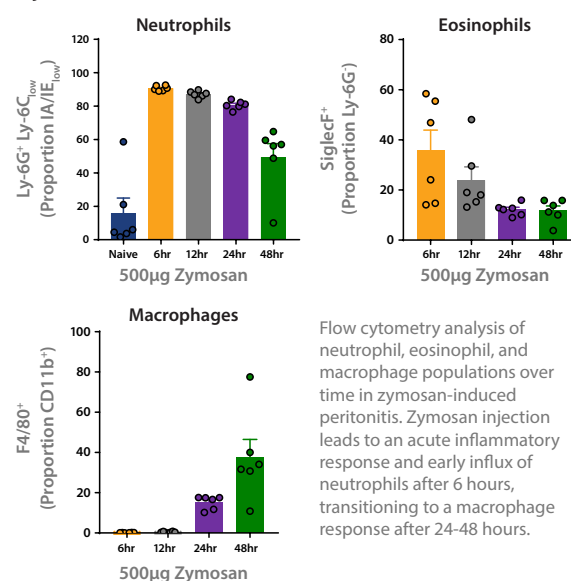 Neutrophils
Ly-6G⁺ Ly-6C low
(Proportion IA/IE low)
120
100
80
60
40
20
0
Naive 6hr 12hr 24hr 48hr
500µg Zymosan
Eosinophils
SiglecF⁺
(Proportion Ly-6G⁻)
80
60
40
20
0
6hr 12hr 24hr 48hr
500µg Zymosan
Macrophages
F4/80⁺
(Proportion CD11b⁺)
100
80
60
40
20
0
6hr 12hr 24hr 48hr
500µg Zymosan
Flow cytometry analysis of
neutrophil, eosinophil, and
macrophage populations over
time in zymosan-induced
peritonitis. Zymosan injection
leads to an acute inflammatory
response and early influx of
neutrophils after 6 hours,
transitioning to a macrophage
response after 24-48 hours.